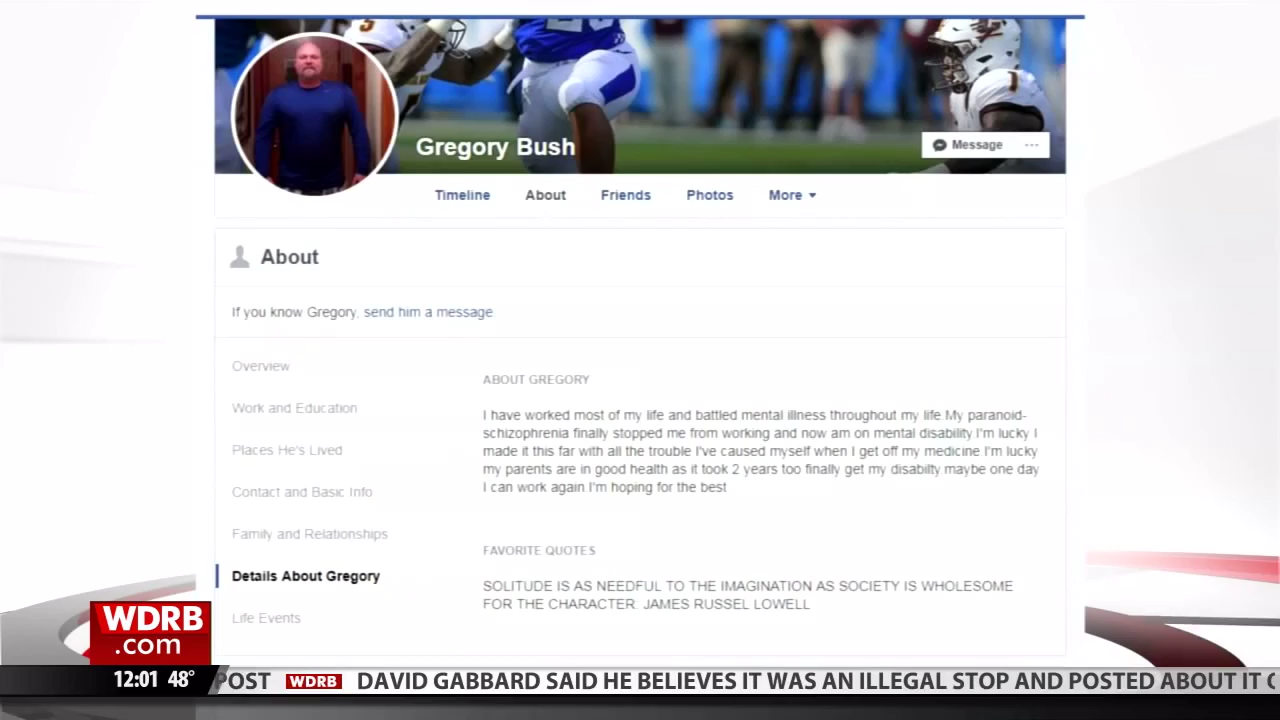 Gregory Bush
Message
Timeline About Friends Photos More
About
If you know Gregory, send him a message
Overview
Work and Education
Places He's Lived
Contact and Basic Info
Family and Relationships
Details About Gregory
Life Events
ABOUT GREGORY
I have worked most of my life and battled mental illness throughout my life My paranoid-
schizophrenia finally stopped me from working and now am on mental disability I'm lucky I
made it this far with all the trouble I've caused myself when I get off my medicine I'm lucky
my parents are in good health as it took 2 years too finally get my disabilty maybe one day
I can work again I'm hoping for the best
FAVORITE QUOTES
SOLITUDE IS AS NEEDFUL TO THE IMAGINATION AS SOCIETY IS WHOLESOME
FOR THE CHARACTER. JAMES RUSSEL LOWELL
WDRB
.com
12:01 48° POST WDRB DAVID GABBARD SAID HE BELIEVES IT WAS AN ILLEGAL STOP AND POSTED ABOUT IT